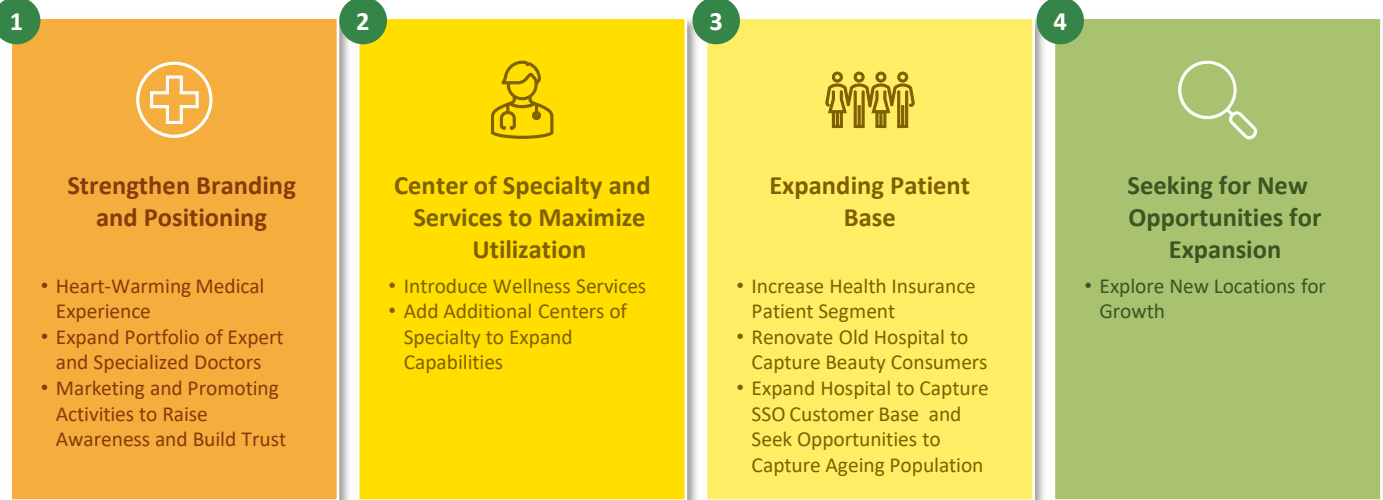 1
Strengthen Branding
and Positioning
• Heart-Warming Medical
Experience
• Expand Portfolio of Expert
and Specialized Doctors
• Marketing and Promoting
Activities to Raise
Awareness and Build Trust
2
Center of Specialty and
Services to Maximize
Utilization
• Introduce Wellness Services
• Add Additional Centers of
Specialty to Expand
Capabilities
3
Expanding Patient
Base
• Increase Health Insurance
Patient Segment
• Renovate Old Hospital to
Capture Beauty Consumers
• Expand Hospital to Capture
SSO Customer Base and
Seek Opportunities to
Capture Ageing Population
4
Seeking for New
Opportunities for
Expansion
• Explore New Locations for
Growth